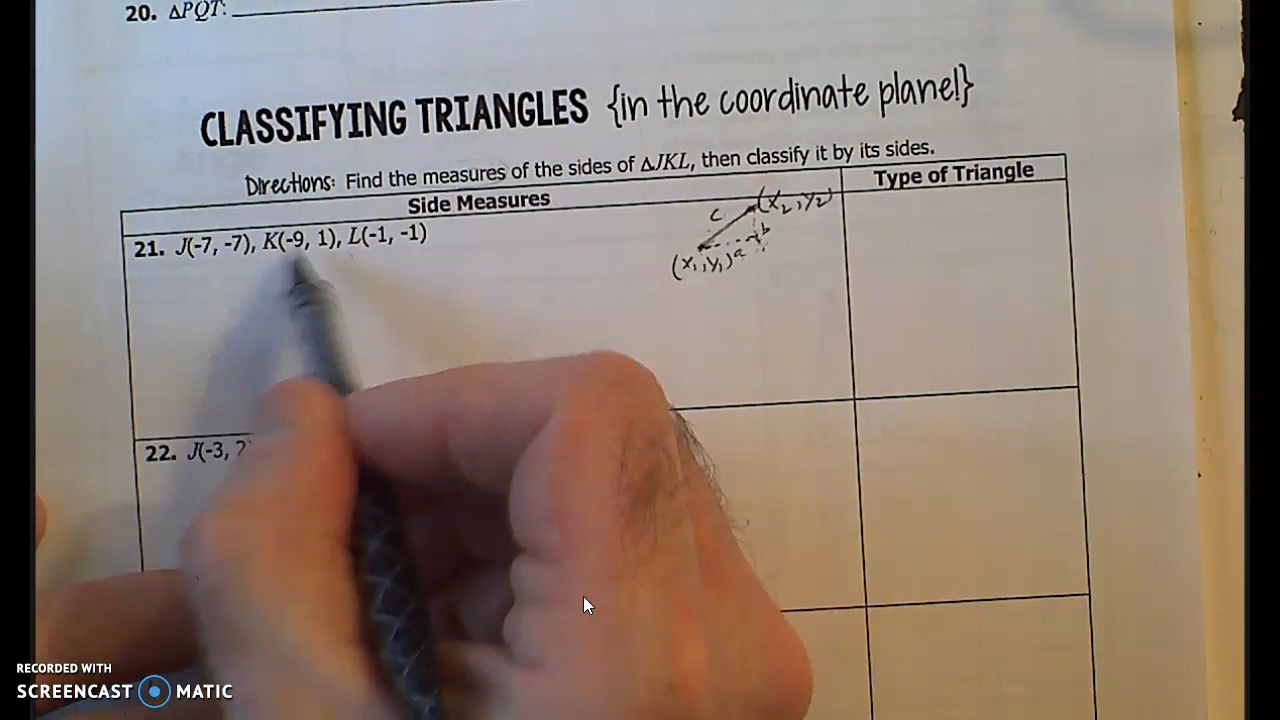 20. △PQT:
CLASSIFYING TRIANGLES {in the coordinate plane!}
Directions: Find the measures of the sides of △JKL, then classify it by its sides.
Side Measures
Type of Triangle
21. J(-7, -7), K(-9, 1), L(-1, -1)
c
(x₂, y₂)
b
(x₁, y₁)
a
22. J(-3,
RECORDED WITH
SCREENCAST MATIC